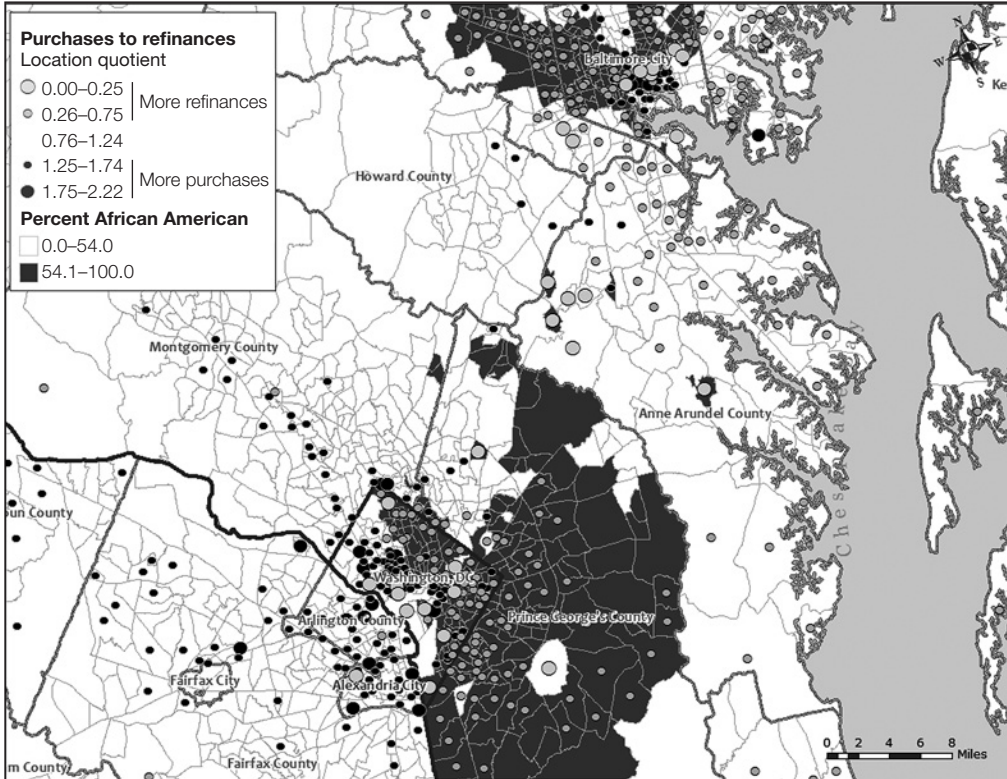 Purchases to refinances
Location quotient
0.00–0.25
0.26–0.75
More refinances
0.76–1.24
1.25–1.74
1.75–2.22
More purchases
Percent African American
0.0–54.0
54.1–100.0
Baltimore City
N
E
W
S
Ke
Howard County
Montgomery County
Anne Arundel County
Chesapeake Bay
oun County
Washington, DC
Arlington County
Prince George's County
Fairfax City
Alexandria City
Fairfax County
m County
0 2 4 6 8
Miles